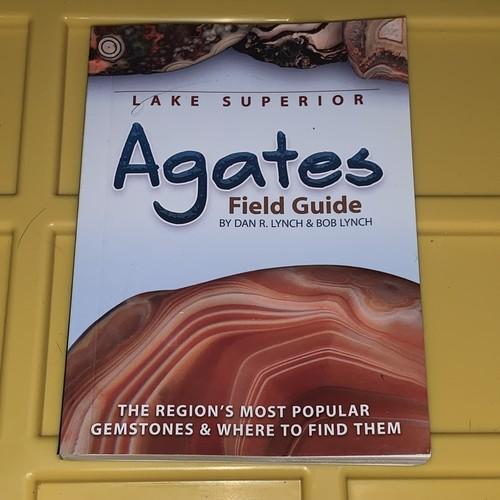 LAKE SUPERIOR
Agates
Field Guide
BY DAN R. LYNCH & BOB LYNCH
THE REGION'S MOST POPULAR
GEMSTONES & WHERE TO FIND THEM